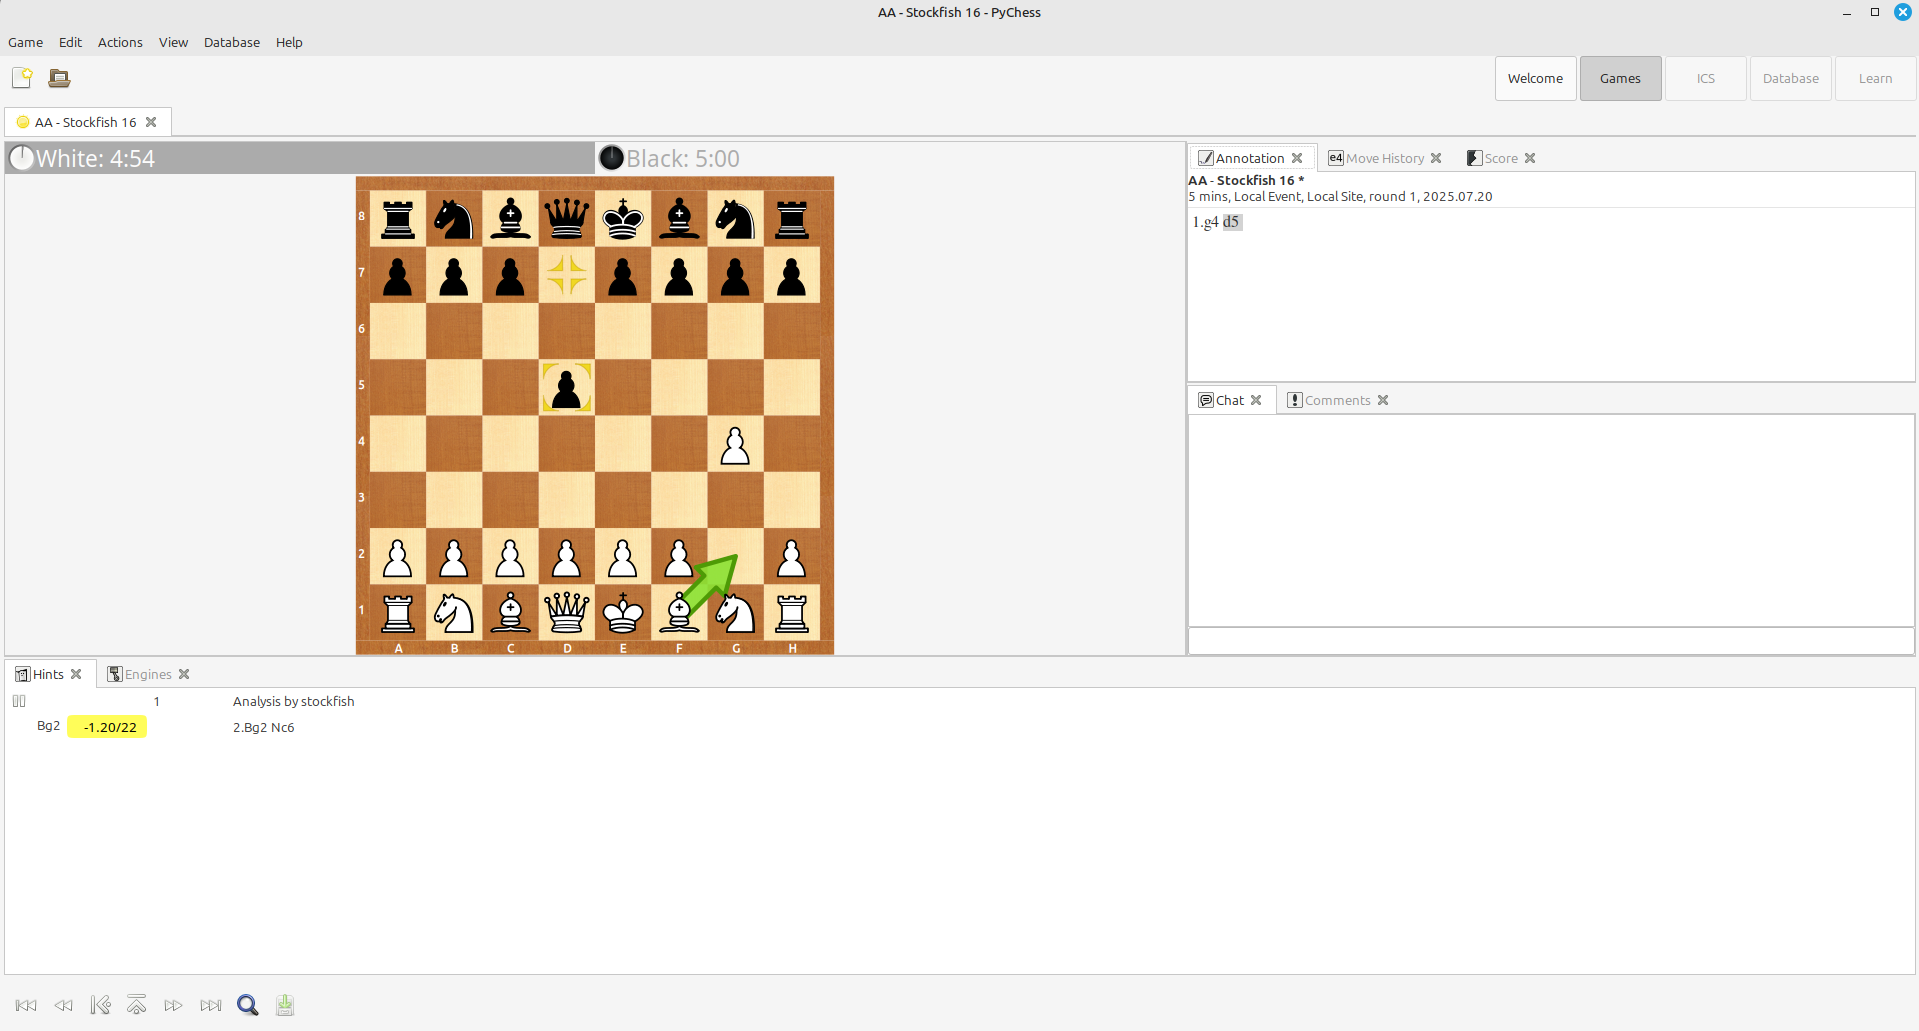 AA - Stockfish 16 - PyChess
Game Edit Actions View Database Help
Welcome Games ICS Database Learn
AA - Stockfish 16
White: 4:54 Black: 5:00
8
7
6
5
4
3
2
1
A B C D E F G H
Annotation e4 Move History Score
AA - Stockfish 16 *
5 mins, Local Event, Local Site, round 1, 2025.07.20
1.g4 d5
Chat Comments
Hints Engines
1 Analysis by stockfish
Bg2 -1.20/22 2.Bg2 Nc6